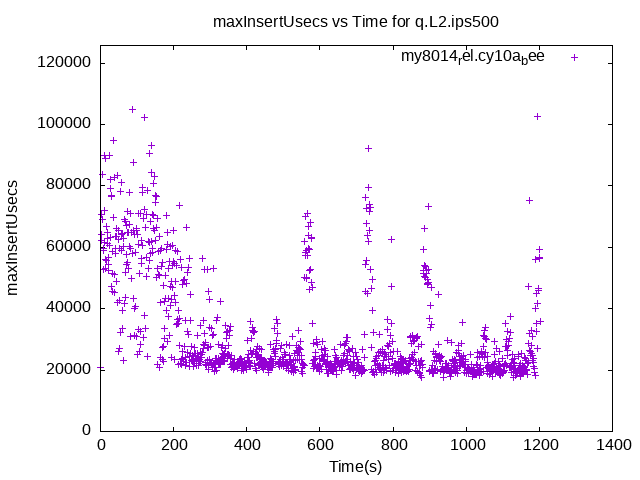 maxInsertUsecs vs Time for q.L2.ips500
my8014rel.cy10abee
120000
100000
80000
60000
40000
20000
0
maxInsertUsecs
0 200 400 600 800 1000 1200 1400
Time(s)